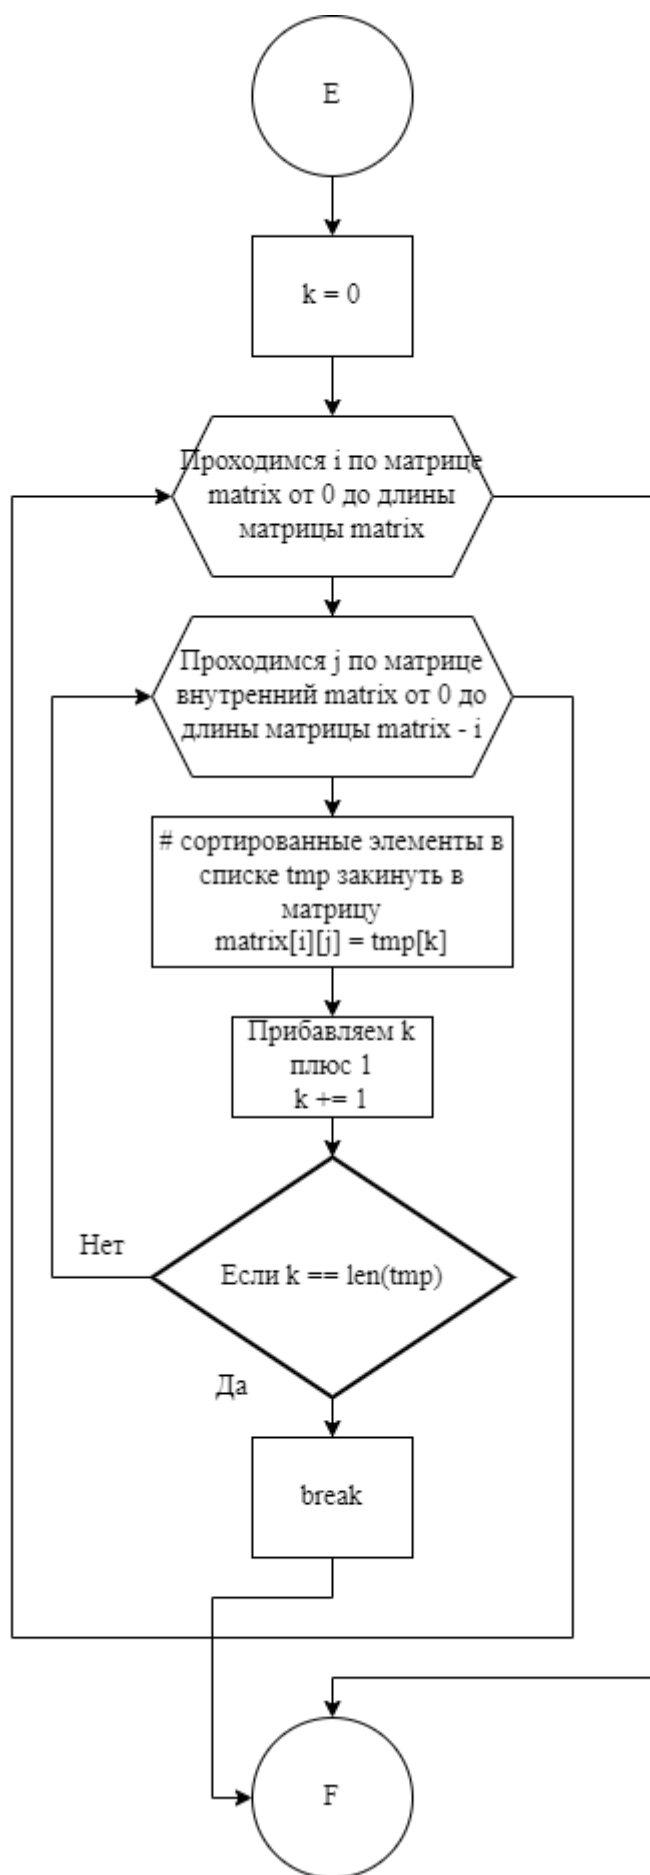 E
k = 0
Проходимся i по матрице
matrix от 0 до длины
матрицы matrix
Проходимся j по матрице
внутренний matrix от 0 до
длины матрицы matrix - i
# сортированные элементы в
списке tmp закинуть в
матрицу
matrix[i][j] = tmp[k]
Прибавляем k
плюс 1
k += 1
Нет
Если k == len(tmp)
Да
break
F